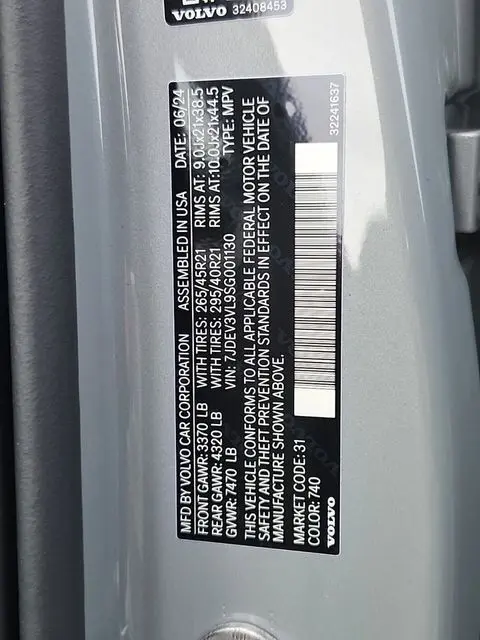 VOLVO 32408453
MFD BY VOLVO CAR CORPORATION ASSEMBLED IN USA DATE: 06/24
FRONT GAWR: 3370 LB WITH TIRES: 265/45R21 RIMS AT: 9.0Jx21x38.5
REAR GAWR: 4320 LB WITH TIRES: 295/40R21 RIMS AT: 10.0Jx21x44.5
GVWR: 7470 LB VIN: 7JDEV3VL9SG001130 TYPE: MPV
THIS VEHICLE CONFORMS TO ALL APPLICABLE FEDERAL MOTOR VEHICLE
SAFETY AND THEFT PREVENTION STANDARDS IN EFFECT ON THE DATE OF
MANUFACTURE SHOWN ABOVE.
MARKET CODE: 31
COLOR: 740
VOLVO
32241637